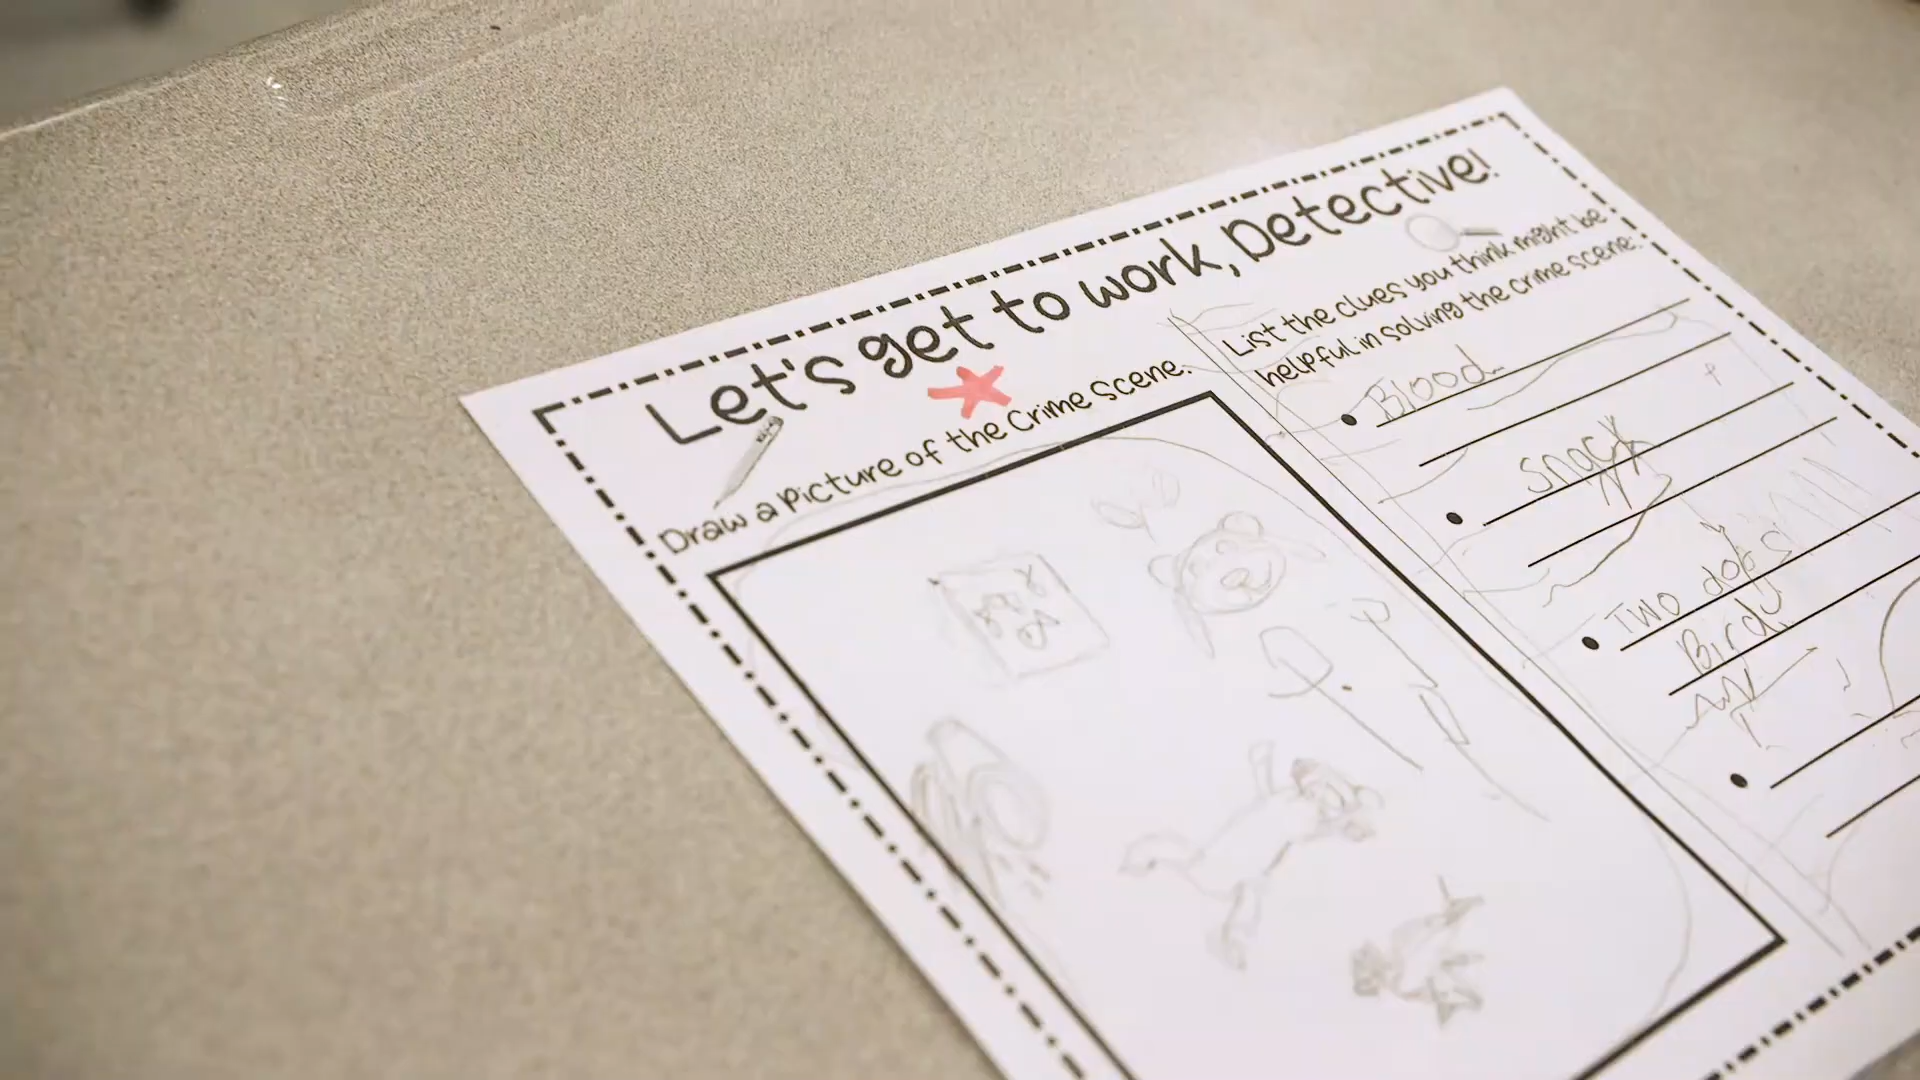 Let's get to work, Detective!
Draw a Picture of the Crime Scene.
List the clues you think might be
helpful in solving the crime scene:
Blood
snack
Two dogs
Bird